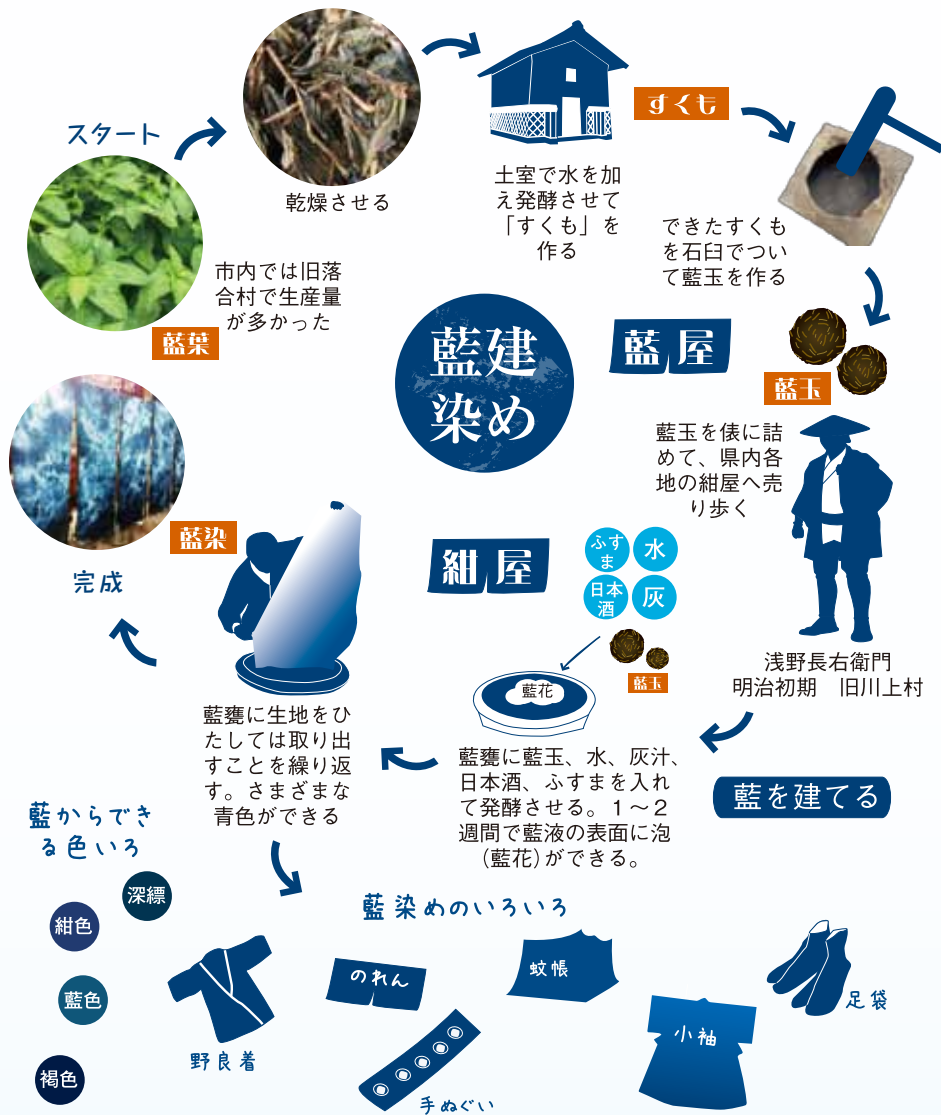 スタート
藍葉
市内では旧落
合村で生産量
が多かった
乾燥させる
土室で水を加
え発酵させて
「すくも」を
作る
すくも
できたすくも
を石臼でつい
て藍玉を作る
藍建
染め
藍屋
藍玉
藍玉を俵に詰
めて、県内各
地の紺屋へ売
り歩く
浅野長右衛門
明治初期　旧川上村
紺屋
ふす
ま
水
日本
酒
灰
藍玉
藍花
藍甕に藍玉、水、灰汁、
日本酒、ふすまを入れ
て発酵させる。1～2
週間で藍液の表面に泡
(藍花)ができる。
藍を建てる
藍甕に生地をひ
たしては取り出
すことを繰り返
す。さまざまな
青色ができる
藍染
完成
藍からでき
る色いろ
深縹
紺色
藍色
褐色
藍染めのいろいろ
野良着
のれん
手ぬぐい
蚊帳
小袖
足袋